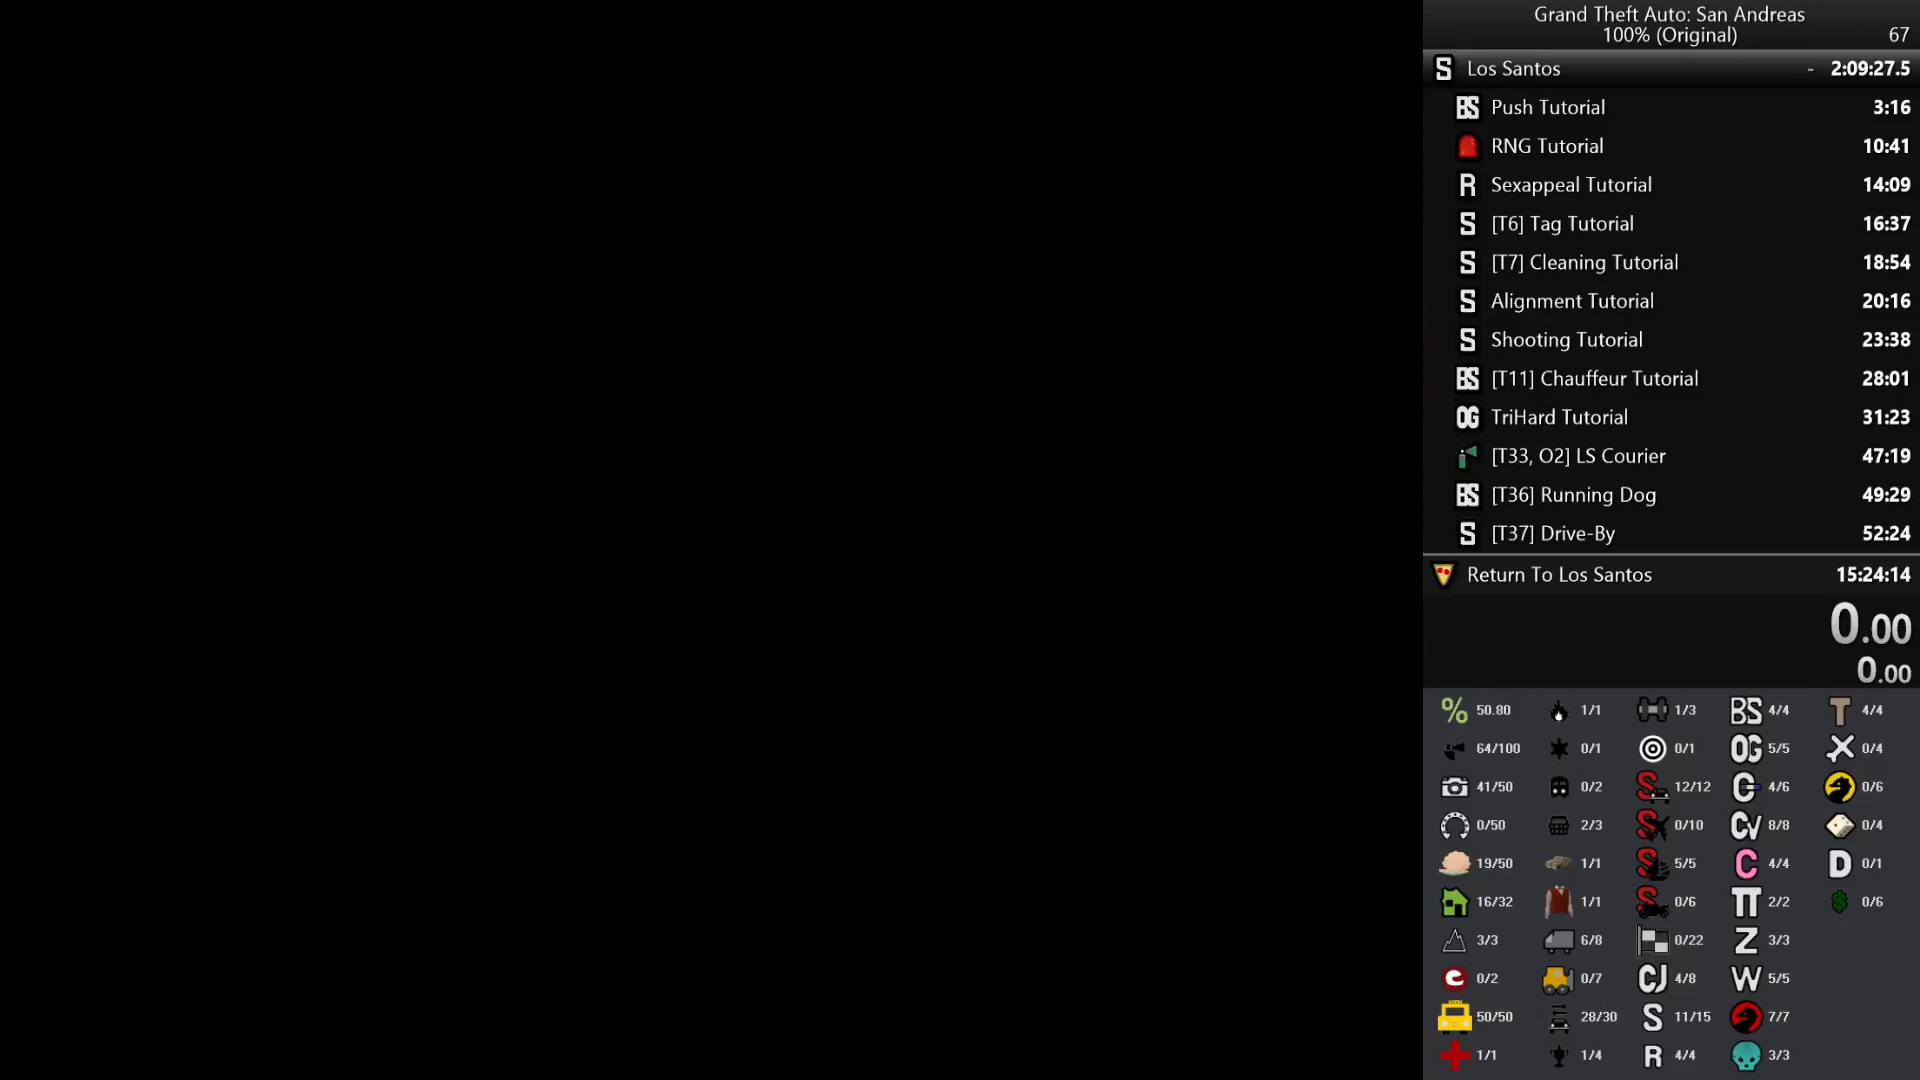 Grand Theft Auto: San Andreas
100% (Original) 67
S Los Santos - 2:09:27.5
BS Push Tutorial 3:16
RNG Tutorial 10:41
R Sexappeal Tutorial 14:09
S [T6] Tag Tutorial 16:37
S [T7] Cleaning Tutorial 18:54
S Alignment Tutorial 20:16
S Shooting Tutorial 23:38
BS [T11] Chauffeur Tutorial 28:01
OG TriHard Tutorial 31:23
[T33, O2] LS Courier 47:19
BS [T36] Running Dog 49:29
S [T37] Drive-By 52:24
Return To Los Santos 15:24:14
0.00
0.00
% 50.80 1/1 1/3 BS 4/4 T 4/4
64/100 0/1 0/1 OG 5/5 0/4
41/50 0/2 S 12/12 C 4/6 0/6
0/50 2/3 S 0/10 CV 8/8 0/4
19/50 1/1 S 5/5 C 4/4 D 0/1
16/32 1/1 S 0/6 2/2 $ 0/6
3/3 6/8 0/22 Z 3/3
C 0/2 0/7 CJ 4/8 W 5/5
50/50 28/30 S 11/15 7/7
1/1 1/4 R 4/4 3/3